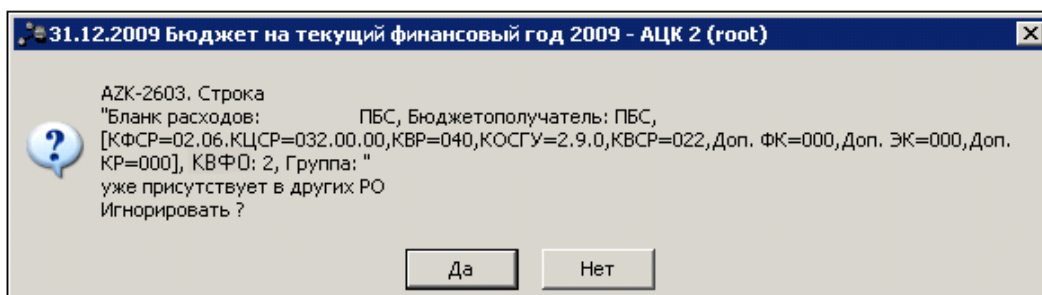 31.12.2009 Бюджет на текущий финансовый год 2009 - АЦК 2 (root)
AZK-2603. Строка
"Бланк расходов: ПБС, Бюджетополучатель: ПБС,
[КФСР=02.06.КЦСР=032.00.00,КВР=040,КОСГУ=2.9.0,КВСР=022,Доп. ФК=000,Доп. ЭК=000,Доп.
КР=000], КВФО: 2, Группа: "
уже присутствует в других РО
Игнорировать ?
Да Нет